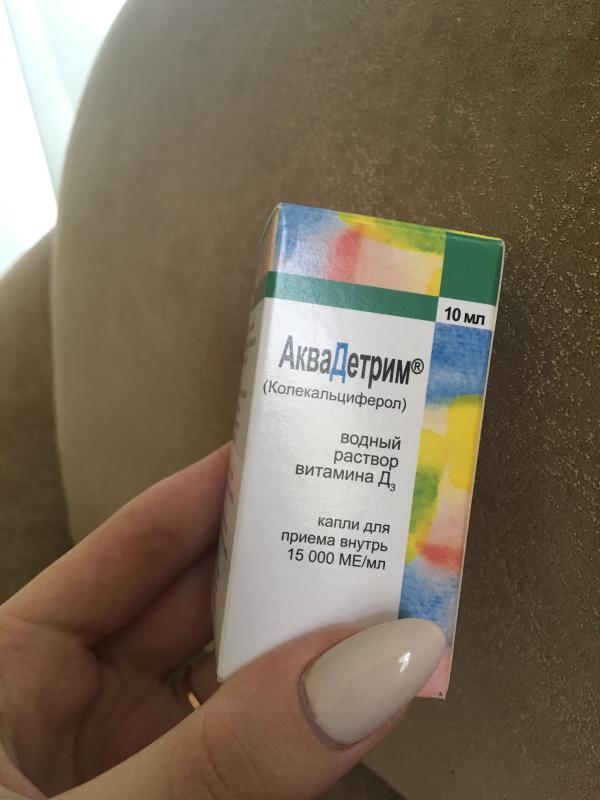 10 мл
АкваДетрим®
(Колекальциферол)
водный
раствор
витамина Д₃
капли для
приема внутрь
15 000 МЕ/мл